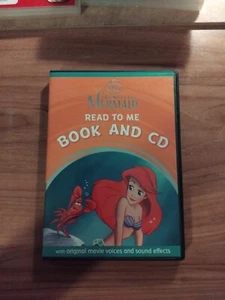 MERMAID
READ TO ME
BOOK AND CD
with original movie voices and sound effects